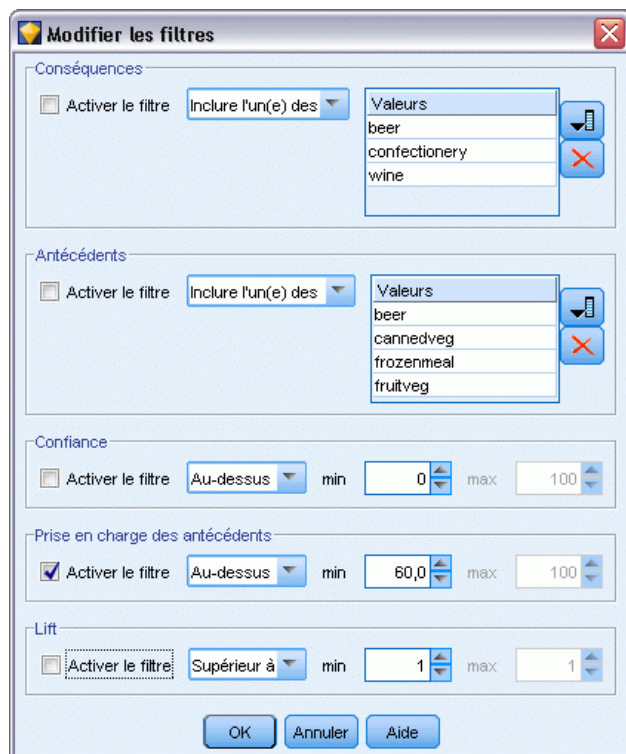 Modifier les filtres
Conséquences
Activer le filtre Inclure l'un(e) des Valeurs
beer
confectionery
wine
Antécédents
Activer le filtre Inclure l'un(e) des Valeurs
beer
cannedveg
frozenmeal
fruitveg
Confiance
Activer le filtre Au-dessus min 0 max 100
Prise en charge des antécédents
Activer le filtre Au-dessus min 60,0 max 100
Lift
Activer le filtre Supérieur à min 1 max 1
OK Annuler Aide